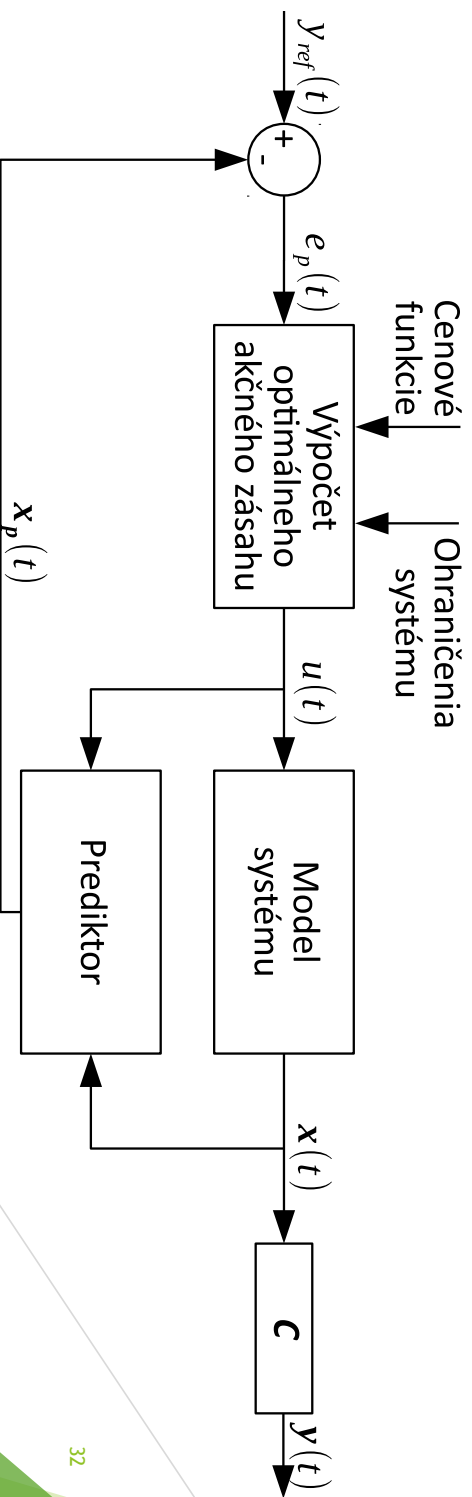 Cenové
funkcie
Ohraničenia
systému
y_ref(t)
+
-
e_p(t)
Výpočet
optimálneho
akčného zásahu
u(t)
Model
systému
x(t)
C
y(t)
Prediktor
x_p(t)
32